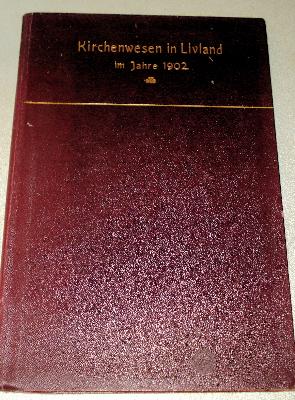 Kirchenwesen in Livland
im Jahre 1902